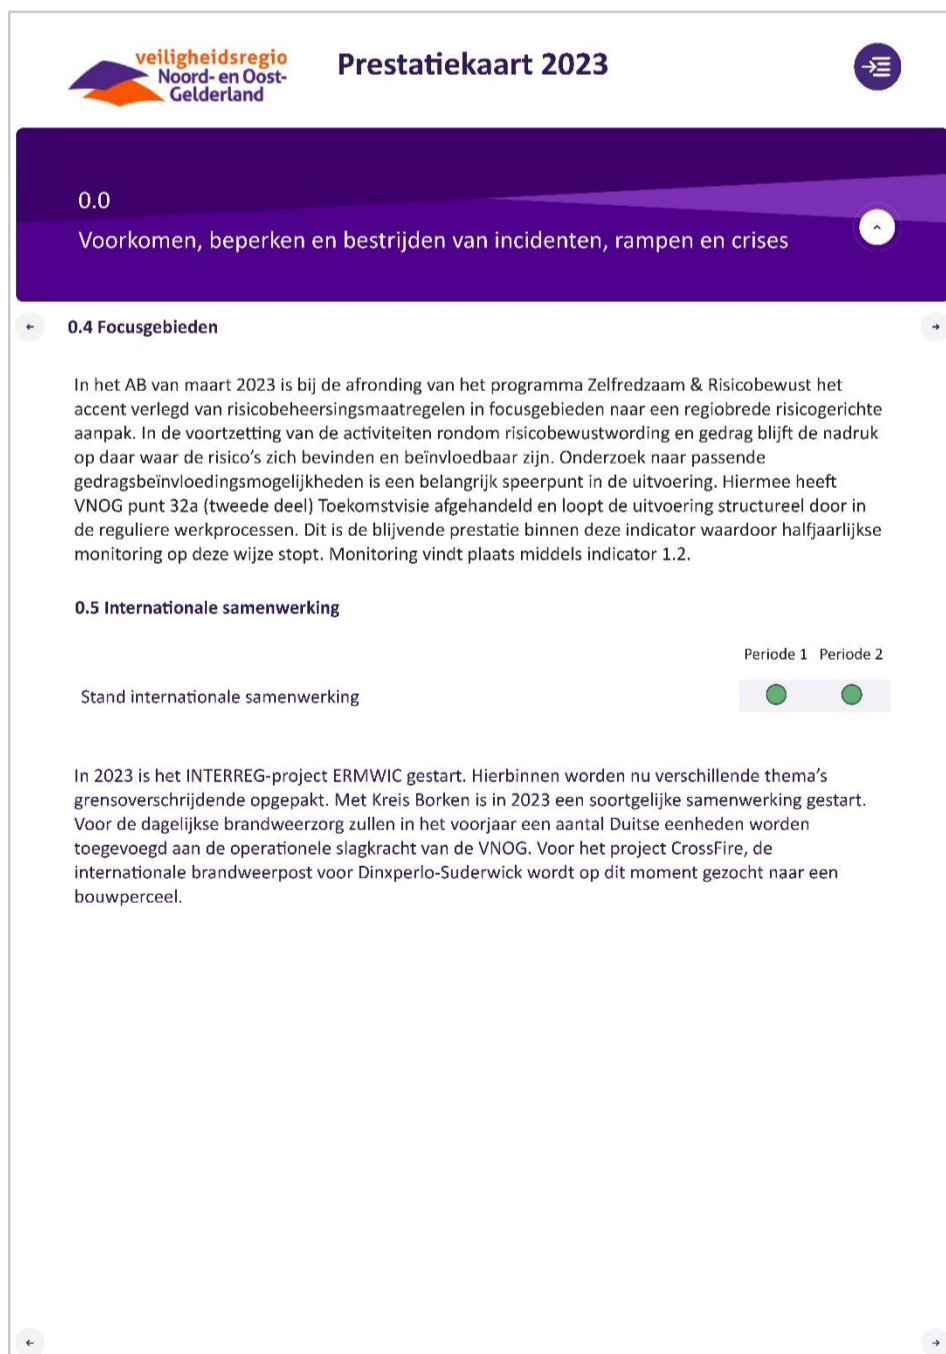 veiligheidsregio
Noord- en Oost-
Gelderland
Prestatiekaart 2023
0.0
Voorkomen, beperken en bestrijden van incidenten, rampen en crises
0.4 Focusgebieden
In het AB van maart 2023 is bij de afronding van het programma Zelfredzaam & Risicobewust het
accent verlegd van risicobeheersingsmaatregelen in focusgebieden naar een regiobrede risicogerichte
aanpak. In de voortzetting van de activiteiten rondom risicobewustwording en gedrag blijft de nadruk
op daar waar de risico's zich bevinden en beïnvloedbaar zijn. Onderzoek naar passende
gedragsbeïnvloedingsmogelijkheden is een belangrijk speerpunt in de uitvoering. Hiermee heeft
VNOG punt 32a (tweede deel) Toekomstvisie afgehandeld en loopt de uitvoering structureel door in
de reguliere werkprocessen. Dit is de blijvende prestatie binnen deze indicator waardoor halfjaarlijkse
monitoring op deze wijze stopt. Monitoring vindt plaats middels indicator 1.2.
0.5 Internationale samenwerking
Periode 1 Periode 2
Stand internationale samenwerking
In 2023 is het INTERREG-project ERMWIC gestart. Hierbinnen worden nu verschillende thema's
grensoverschrijdende opgepakt. Met Kreis Borken is in 2023 een soortgelijke samenwerking gestart.
Voor de dagelijkse brandweerzorg zullen in het voorjaar een aantal Duitse eenheden worden
toegevoegd aan de operationele slagkracht van de VNOG. Voor het project CrossFire, de
internationale brandweerpost voor Dinxperlo-Suderwick wordt op dit moment gezocht naar een
bouwperceel.